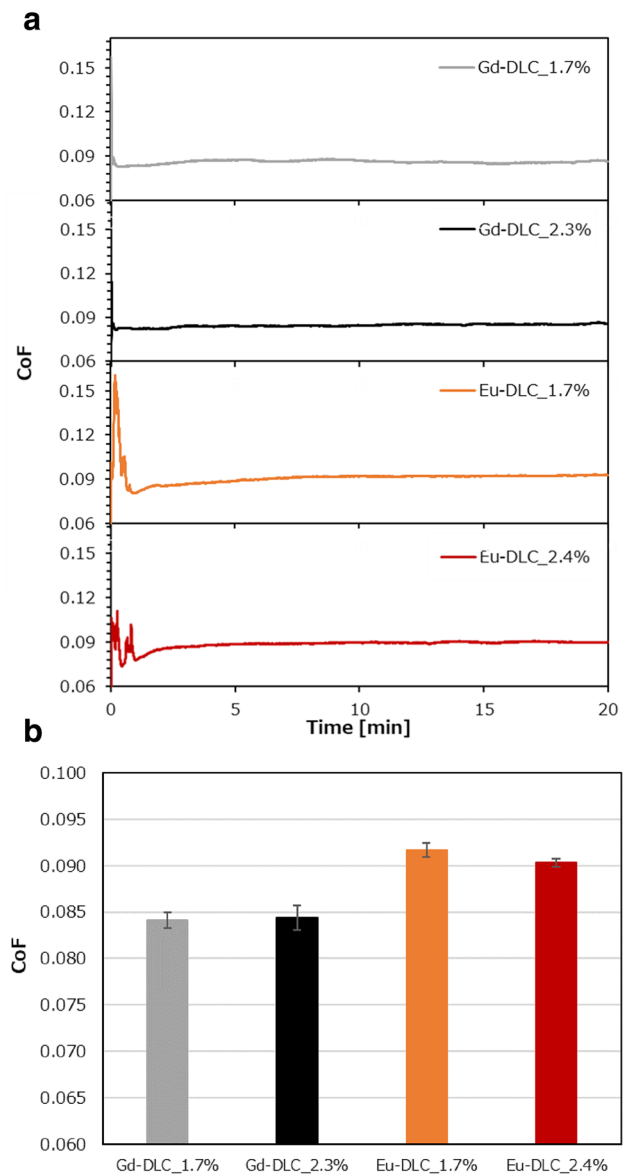 a
0.15
0.12
0.09
0.06
Gd-DLC_1.7%
0.15
0.12
0.09
0.06
Gd-DLC_2.3%
CoF
0.15
0.12
0.09
0.06
Eu-DLC_1.7%
0.15
0.12
0.09
0.06
Eu-DLC_2.4%
0 5 10 15 20
Time [min]
b
0.100
0.095
0.090
0.085
0.080
0.075
0.070
0.065
0.060
CoF
Gd-DLC_1.7% Gd-DLC_2.3% Eu-DLC_1.7% Eu-DLC_2.4%